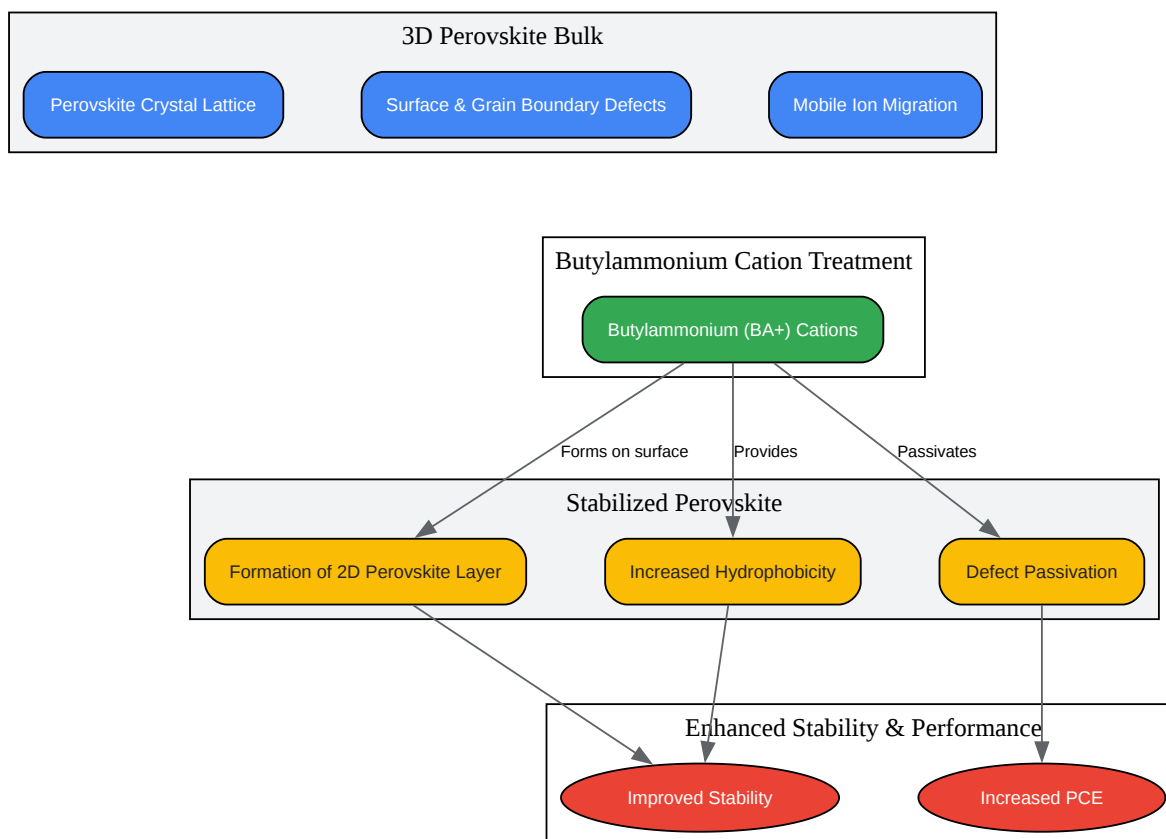 3D Perovskite Bulk
Perovskite Crystal Lattice
Surface & Grain Boundary Defects
Mobile Ion Migration
Butylammonium Cation Treatment
Butylammonium (BA+) Cations
Forms on surface
Provides
Passivates
Stabilized Perovskite
Formation of 2D Perovskite Layer
Increased Hydrophobicity
Defect Passivation
Enhanced Stability & Performance
Improved Stability
Increased PCE